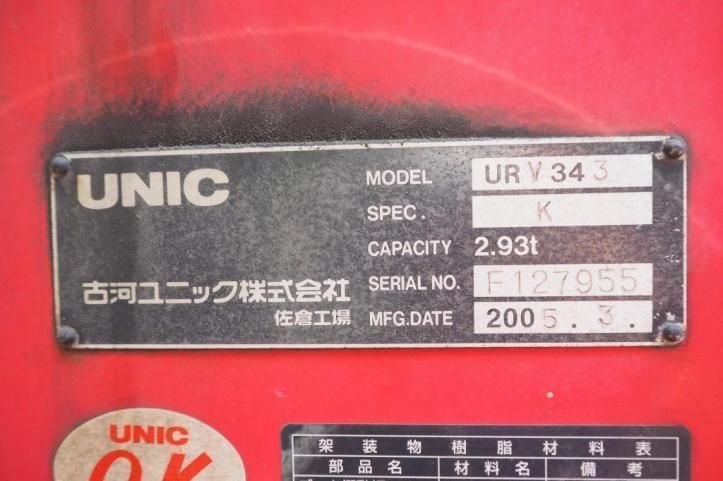 UNIC
MODEL URV343
SPEC. K
CAPACITY 2.93t
SERIAL NO. F127955
MFG.DATE 2005.3.
古河ユニック株式会社
佐倉工場
UNIC
OK
架装物樹脂材料表
部品名 材料名 備考